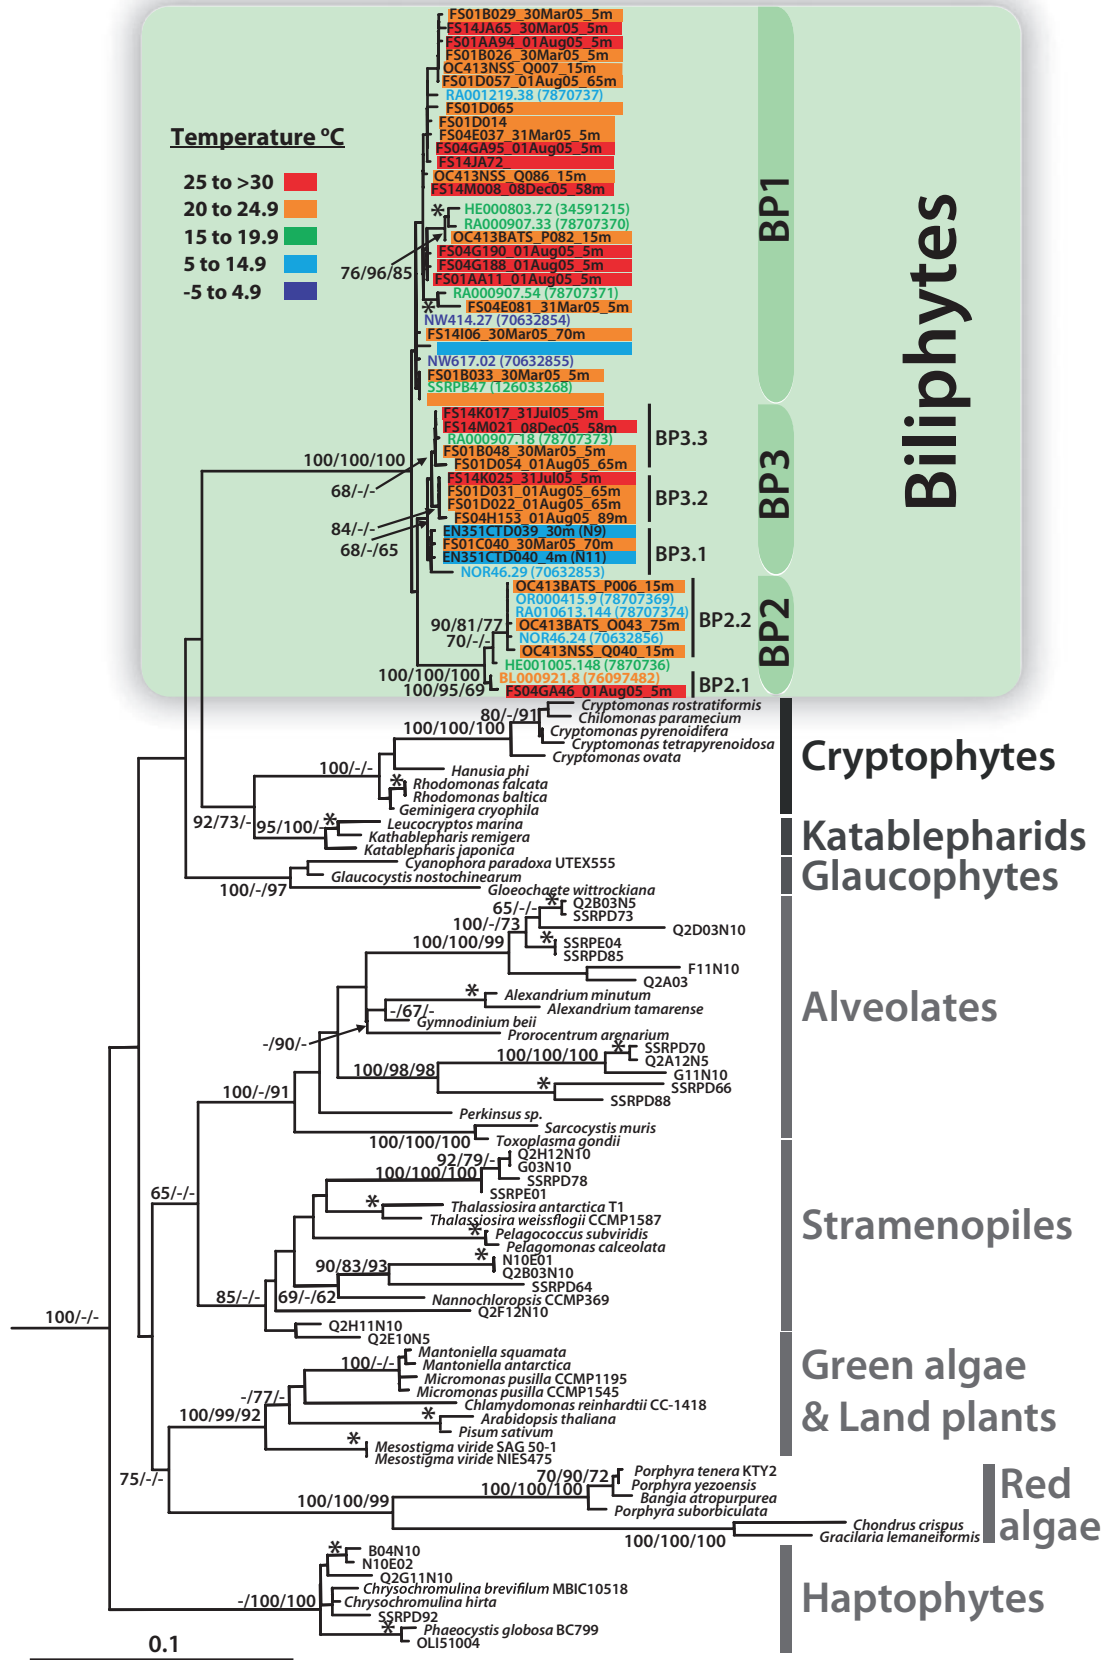 FS01B029_30Mar05_5m
FS14JA65_30Mar05_5m
FS01AA94_01Aug05_5m
FS01B026_30Mar05_5m
OC413NSS_Q007_15m
FS01D057_01Aug05_65m
RA001219.38 (7870737)
FS01D065
FS01D014
FS04E037_31Mar05_5m
FS04GA95_01Aug05_5m
FS14JA72
OC413NSS_Q086_15m
FS14M008_08Dec05_58m
Temperature ºC
25 to >30
20 to 24.9
15 to 19.9
5 to 14.9
-5 to 4.9
*
HE000803.72 (34591215)
RA000907.33 (78707370)
OC413BATS_P082_15m
76/96/85
FS04G190_01Aug05_5m
FS04G188_01Aug05_5m
FS01AA11_01Aug05_5m
RA000907.54 (78707371)
*
FS04E081_31Mar05_5m
NW414.27 (70632854)
FS14I06_30Mar05_70m
NW617.02 (70632855)
FS01B033_30Mar05_5m
SSRPB47 (126033268)
BP1
FS14K017_31Jul05_5m
FS14M021_08Dec05_58m
RA000907.18 (78707373)
FS01B048_30Mar05_5m
FS01D054_01Aug05_65m
BP3.3
100/100/100
68/-/-
FS14K025_31Jul05_5m
FS01D031_01Aug05_65m
FS01D022_01Aug05_65m
FS04H153_01Aug05_89m
BP3.2
84/-/-
68/-/65
EN351CTD039_30m (N9)
FS01C040_30Mar05_70m
EN351CTD040_4m (N11)
NOR46.29 (70632853)
BP3.1
BP3
OC413BATS_P006_15m
OR000415.9 (78707369)
RA010613.144 (78707374)
OC413BATS_O043_75m
NOR46.24 (70632856)
OC413NSS_Q040_15m
BP2.2
90/81/77
70/-/-
HE001005.148 (7870736)
BL000921.8 (76097482)
FS04GA46_01Aug05_5m
BP2.1
100/100/100
100/95/69
BP2
Biliphytes
Cryptomonas rostratiformis
Chilomonas paramecium
Cryptomonas pyrenoidifera
Cryptomonas tetrapyrenoidosa
Cryptomonas ovata
80/-/91
100/100/100
100/-/-
Hanusia phi
*
Rhodomonas falcata
Rhodomonas baltica
Geminigera cryophila
Cryptophytes
92/73/-
95/100/-
*
Leucocryptos marina
Kathablepharis remigera
Katablepharis japonica
Katablepharids
Cyanophora paradoxa UTEX555
Glaucocystis nostochinearum
Gloeochaete wittrockiana
100/-/97
Glaucophytes
65/-/-
*
Q2B03N5
SSRPD73
100/-/73
Q2D03N10
100/100/99
*
SSRPE04
SSRPD85
F11N10
Q2A03
*
Alexandrium minutum
Alexandrium tamarense
-/67/-
Gymnodinium beii
Prorocentrum arenarium
-/90/-
Alveolates
*
SSRPD70
100/100/100
Q2A12N5
G11N10
100/98/98
*
SSRPD66
SSRPD88
100/-/91
Perkinsus sp.
Sarcocystis muris
100/100/100
Toxoplasma gondii
92/79/-
Q2H12N10
G03N10
100/100/100
SSRPD78
SSRPE01
65/-/-
*
Thalassiosira antarctica T1
Thalassiosira weissflogii CCMP1587
*
Pelagococcus subviridis
Pelagomonas calceolata
Stramenopiles
*
N10E01
90/83/93
Q2B03N10
SSRPD64
85/-/-
69/-/62
Nannochloropsis CCMP369
Q2F12N10
100/-/-
Q2H11N10
Q2E10N5
Mantoniella squamata
100/-/-
Mantoniella antarctica
Micromonas pusilla CCMP1195
Micromonas pusilla CCMP1545
-/77/-
Chlamydomonas reinhardtii CC-1418
100/99/92
*
Arabidopsis thaliana
Pisum sativum
*
Mesostigma viride SAG 50-1
Mesostigma viride NIES475
Green algae
& Land plants
75/-/-
70/90/72
Porphyra tenera KTY2
Porphyra yezoensis
100/100/100
Bangia atropurpurea
Porphyra suborbiculata
100/100/99
Chondrus crispus
100/100/100
Gracilaria lemaneiformis
Red
algae
*
B04N10
N10E02
Q2G11N10
Chrysochromulina brevifilum MBIC10518
-/100/100
Chrysochromulina hirta
SSRPD92
*
Phaeocystis globosa BC799
OLI51004
Haptophytes
0.1